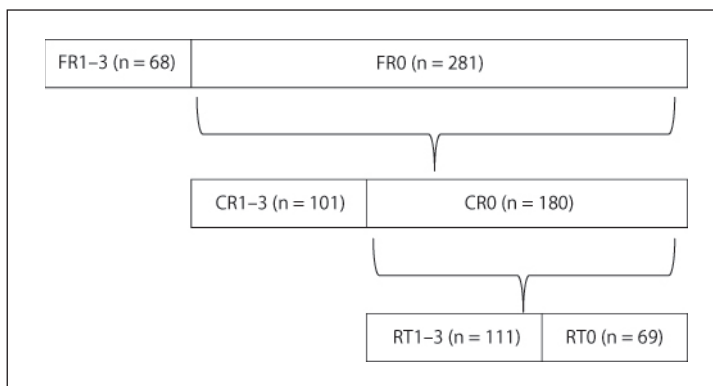 FR1–3 (n = 68) FR0 (n = 281)
CR1–3 (n = 101) CR0 (n = 180)
RT1–3 (n = 111) RT0 (n = 69)